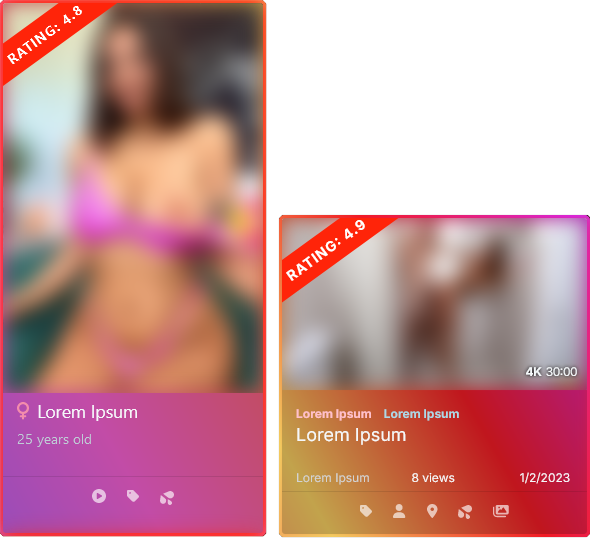 RATING: 4.8
Lorem Ipsum
25 years old
RATING: 4.9
4K 30:00
Lorem Ipsum Lorem Ipsum
Lorem Ipsum
Lorem Ipsum 8 views 1/2/2023